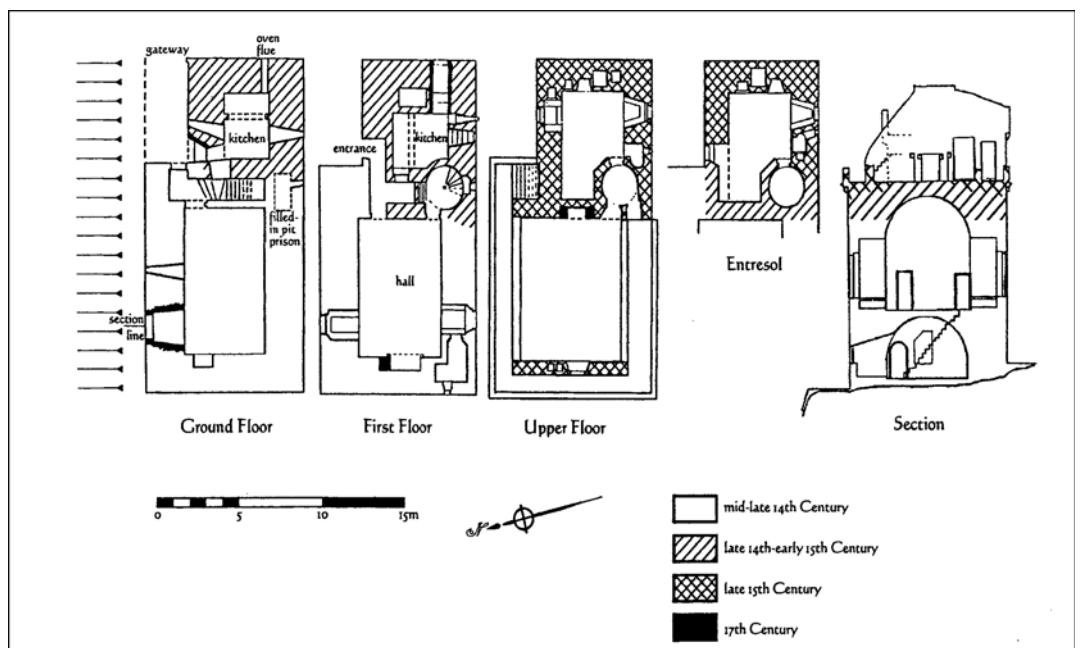 oven
flue
gateway
kitchen
filled-
in pit
prison
section
line
Ground Floor
entrance
kitchen
hall
First Floor
Upper Floor
Entresol
Section
0
5
10
15m
N
mid-late 14th Century
late 14th-early 15th Century
late 15th Century
17th Century